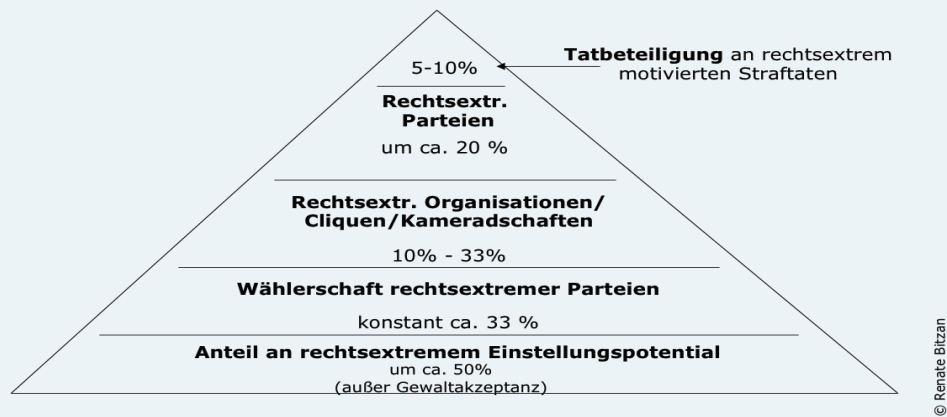 5-10%
Tatbeteiligung an rechtsextrem
motivierten Straftaten
Rechtsextr.
Parteien
um ca. 20 %
Rechtsextr. Organisationen/
Cliquen/Kameradschaften
10% - 33%
Wählerschaft rechtsextremer Parteien
konstant ca. 33 %
Anteil an rechtsextremem Einstellungspotential
um ca. 50%
(außer Gewaltakzeptanz)
© Renate Bitzan